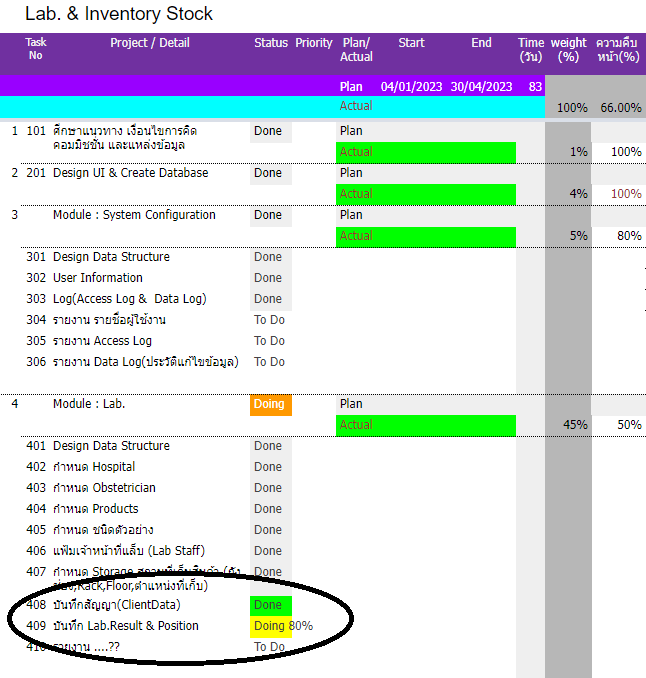 Lab. & Inventory Stock
Task No Project / Detail Status Priority Plan/ Actual Start End Time (วัน) weight (%) ความคืบหน้า(%)
Plan 04/01/2023 30/04/2023 83
Actual 100% 66.00%
1 101 ศึกษาแนวทาง เงื่อนไขการคิด Done Plan
คอมมิชชั่น และแหล่งข้อมูล
Actual 1% 100%
2 201 Design UI & Create Database Done Plan
Actual 4% 100%
3 Module : System Configuration Done Plan
Actual 5% 80%
301 Design Data Structure Done
302 User Information Done
303 Log(Access Log & Data Log) Done
304 รายงาน รายชื่อผู้ใช้งาน To Do
305 รายงาน Access Log To Do
306 รายงาน Data Log(ประวัติแก้ไขข้อมูล) To Do
4 Module : Lab. Doing Plan
Actual 45% 50%
401 Design Data Structure Done
402 กำหนด Hospital Done
403 กำหนด Obstetrician Done
404 กำหนด Products Done
405 กำหนด ชนิดตัวอย่าง Done
406 แฟ้มเจ้าหน้าที่แล็บ (Lab Staff) Done
407 กำหนด Storage สถานที่เก็บสินค้า (ถัง Done
,Rack,Floor,ตำแหน่งที่เก็บ)
408 บันทึกสัญญา(ClientData) Done
409 บันทึก Lab.Result & Position Doing 80%
410 รายงาน ....?? To Do